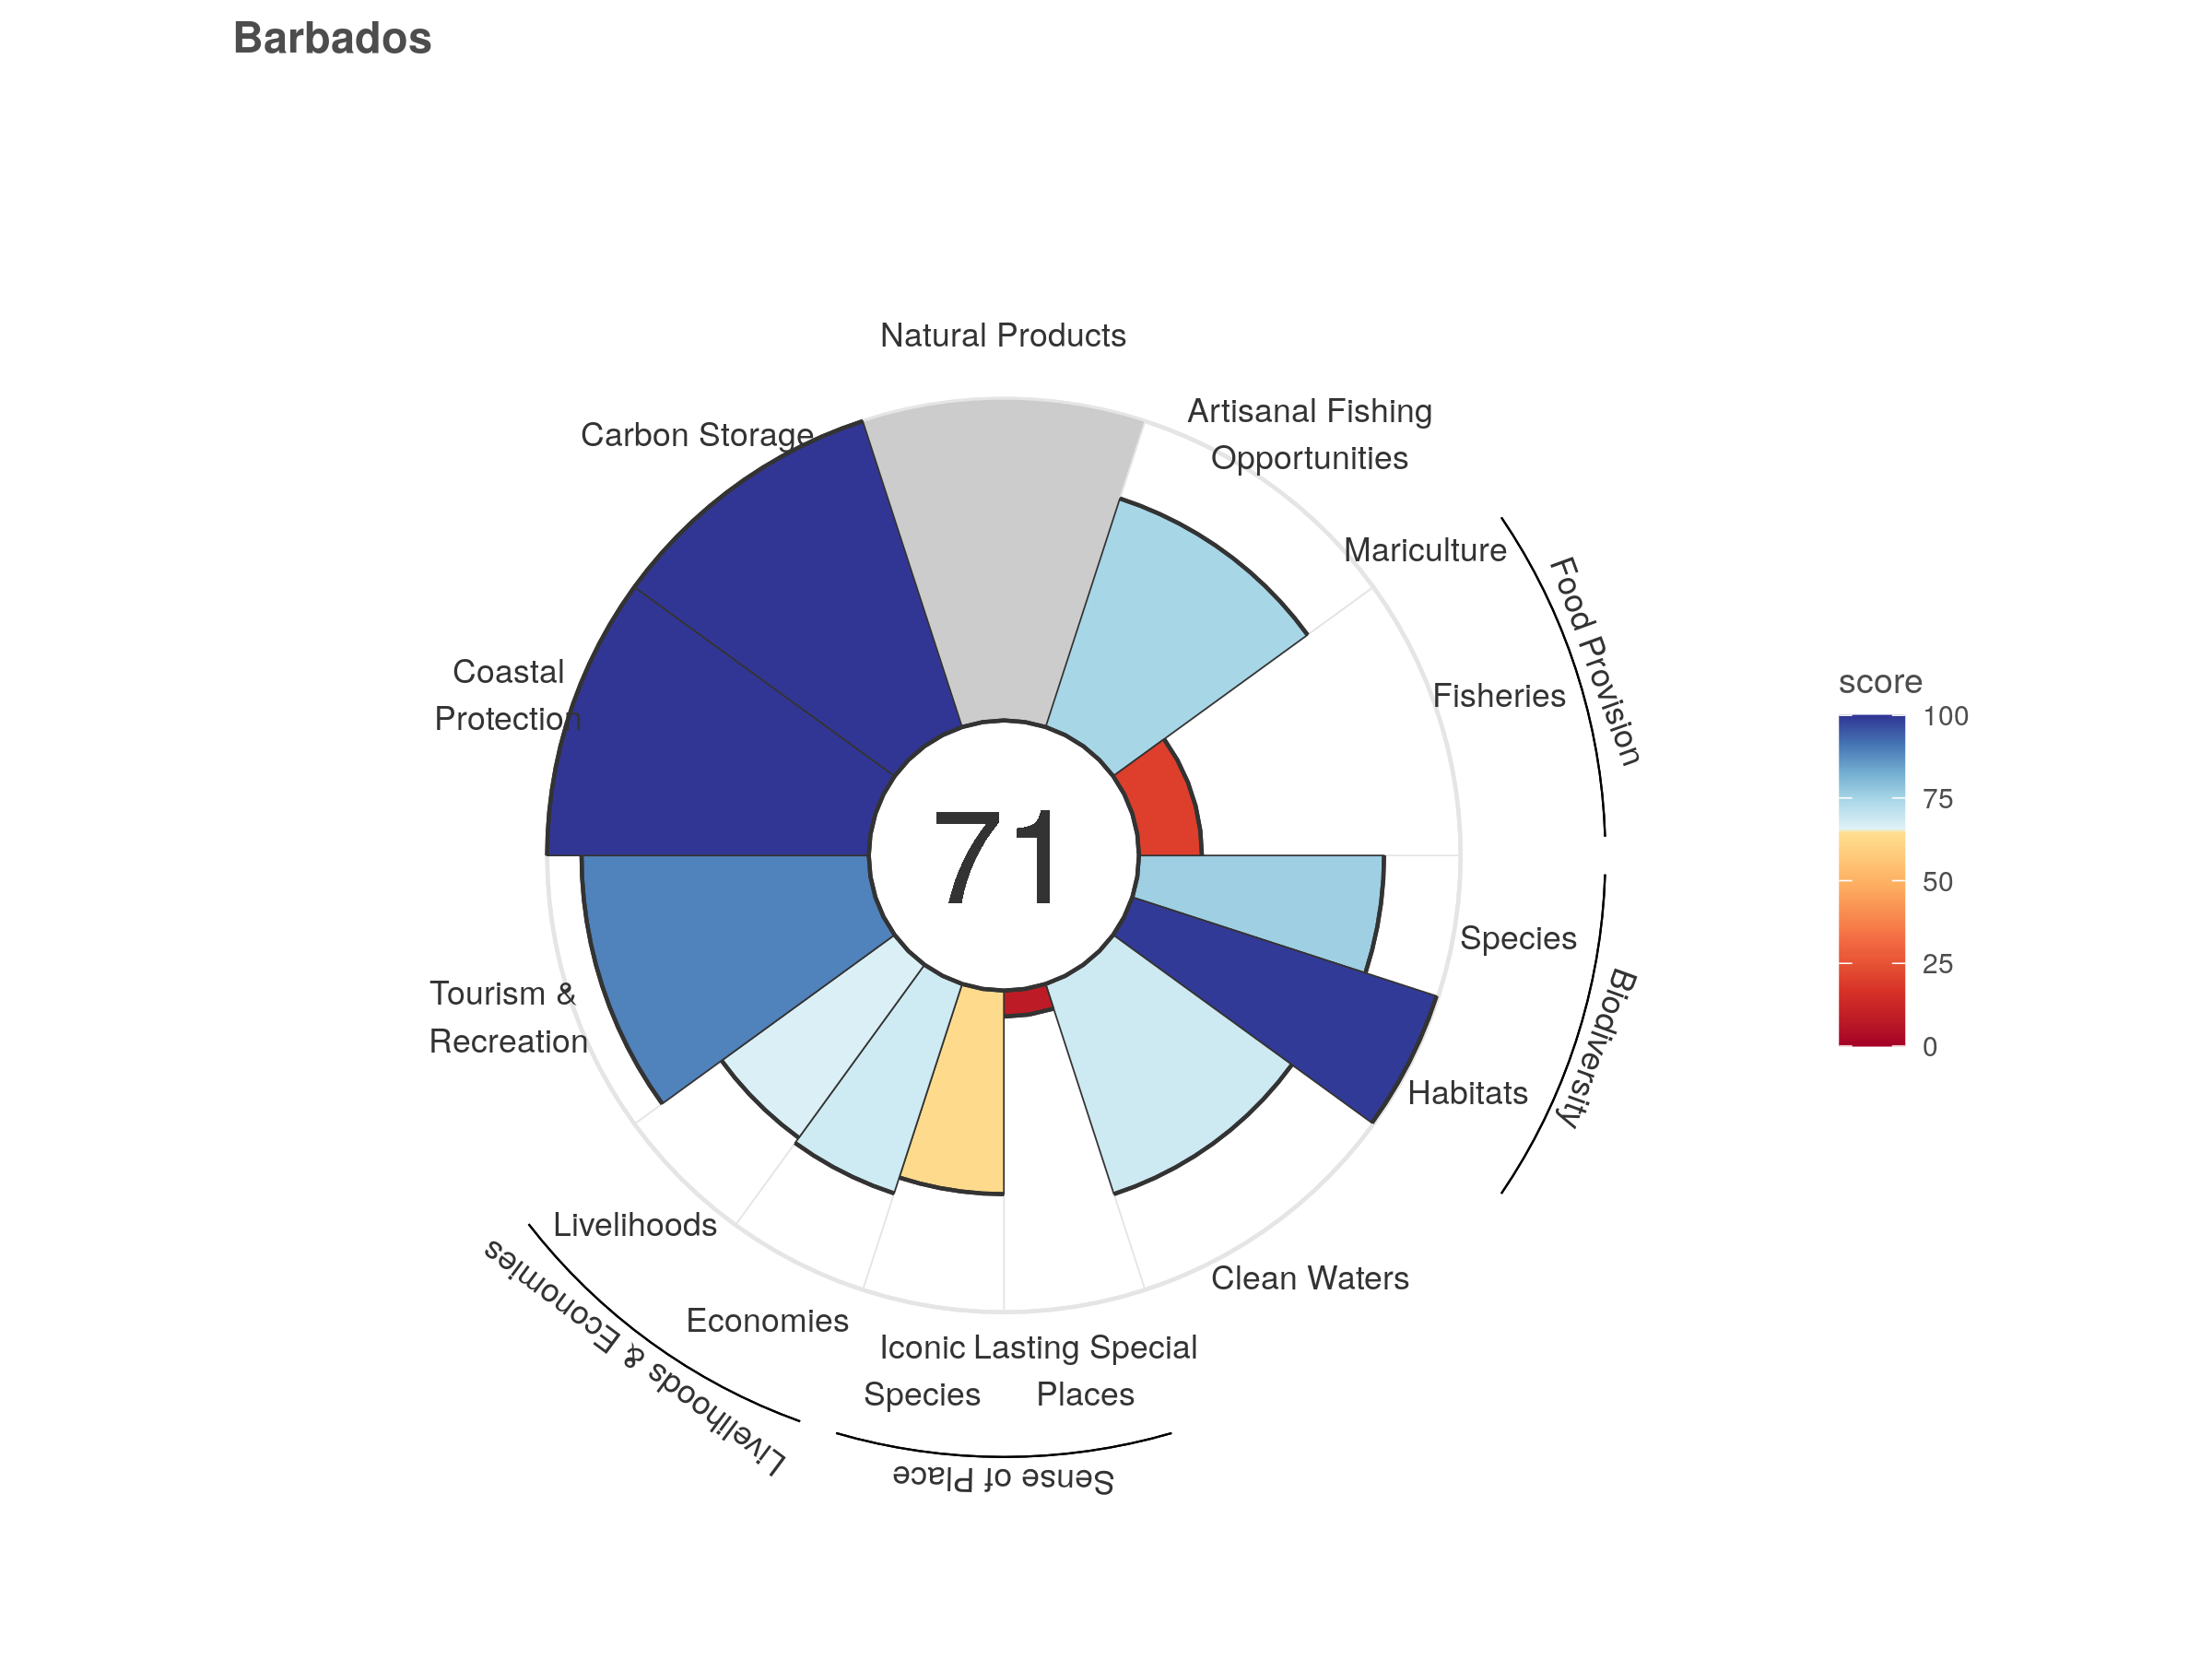 Barbados
Natural Products
Artisanal Fishing
Opportunities
Carbon Storage
Mariculture
Food Provision
Fisheries
Coastal
Protection
score
100
75
50
25
0
71
Species
Biodiversity
Habitats
Tourism &
Recreation
Livelihoods
Clean Waters
Economies
Livelihoods & Economies
Iconic
Species
Lasting Special
Places
Sense of Place